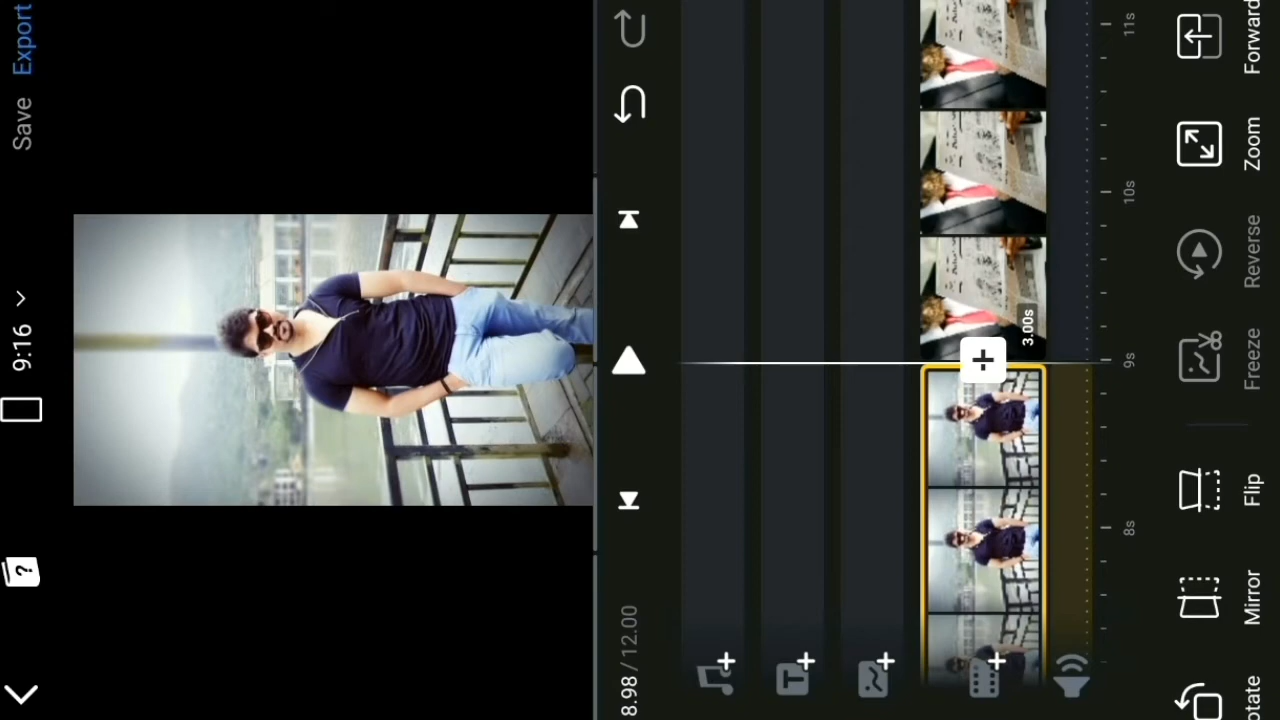 9:16
Save
Export
?
8.98 / 12.00
T
3.00s
8s
9s
10s
11s
otate
Mirror
Flip
Freeze
Reverse
Zoom
Forward